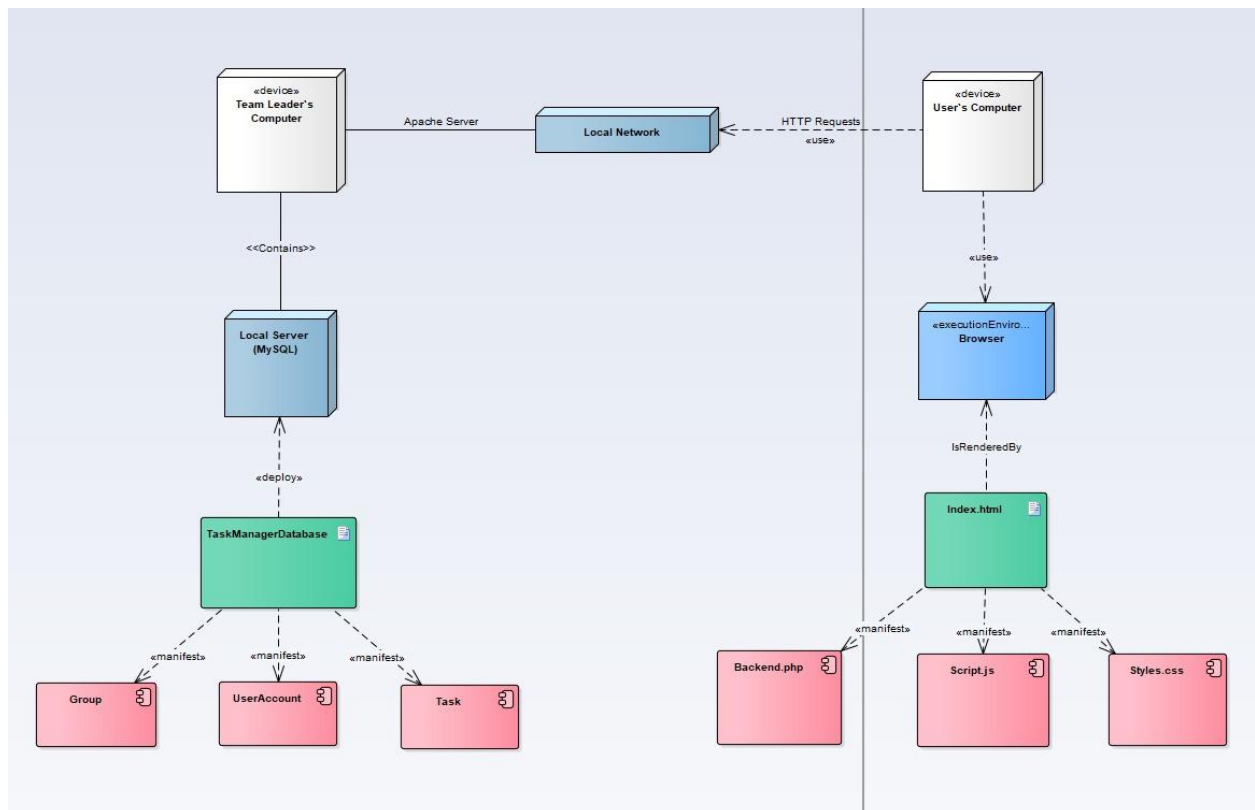 «device»
Team Leader's
Computer
Apache Server
Local Network
HTTP Requests
«use»
«device»
User's Computer
<<Contains>>
«use»
Local Server
(MySQL)
«executionEnviro...
Browser
«deploy»
IsRenderedBy
TaskManagerDatabase
Index.html
«manifest»
«manifest»
«manifest»
«manifest»
«manifest»
«manifest»
Group
UserAccount
Task
Backend.php
Script.js
Styles.css